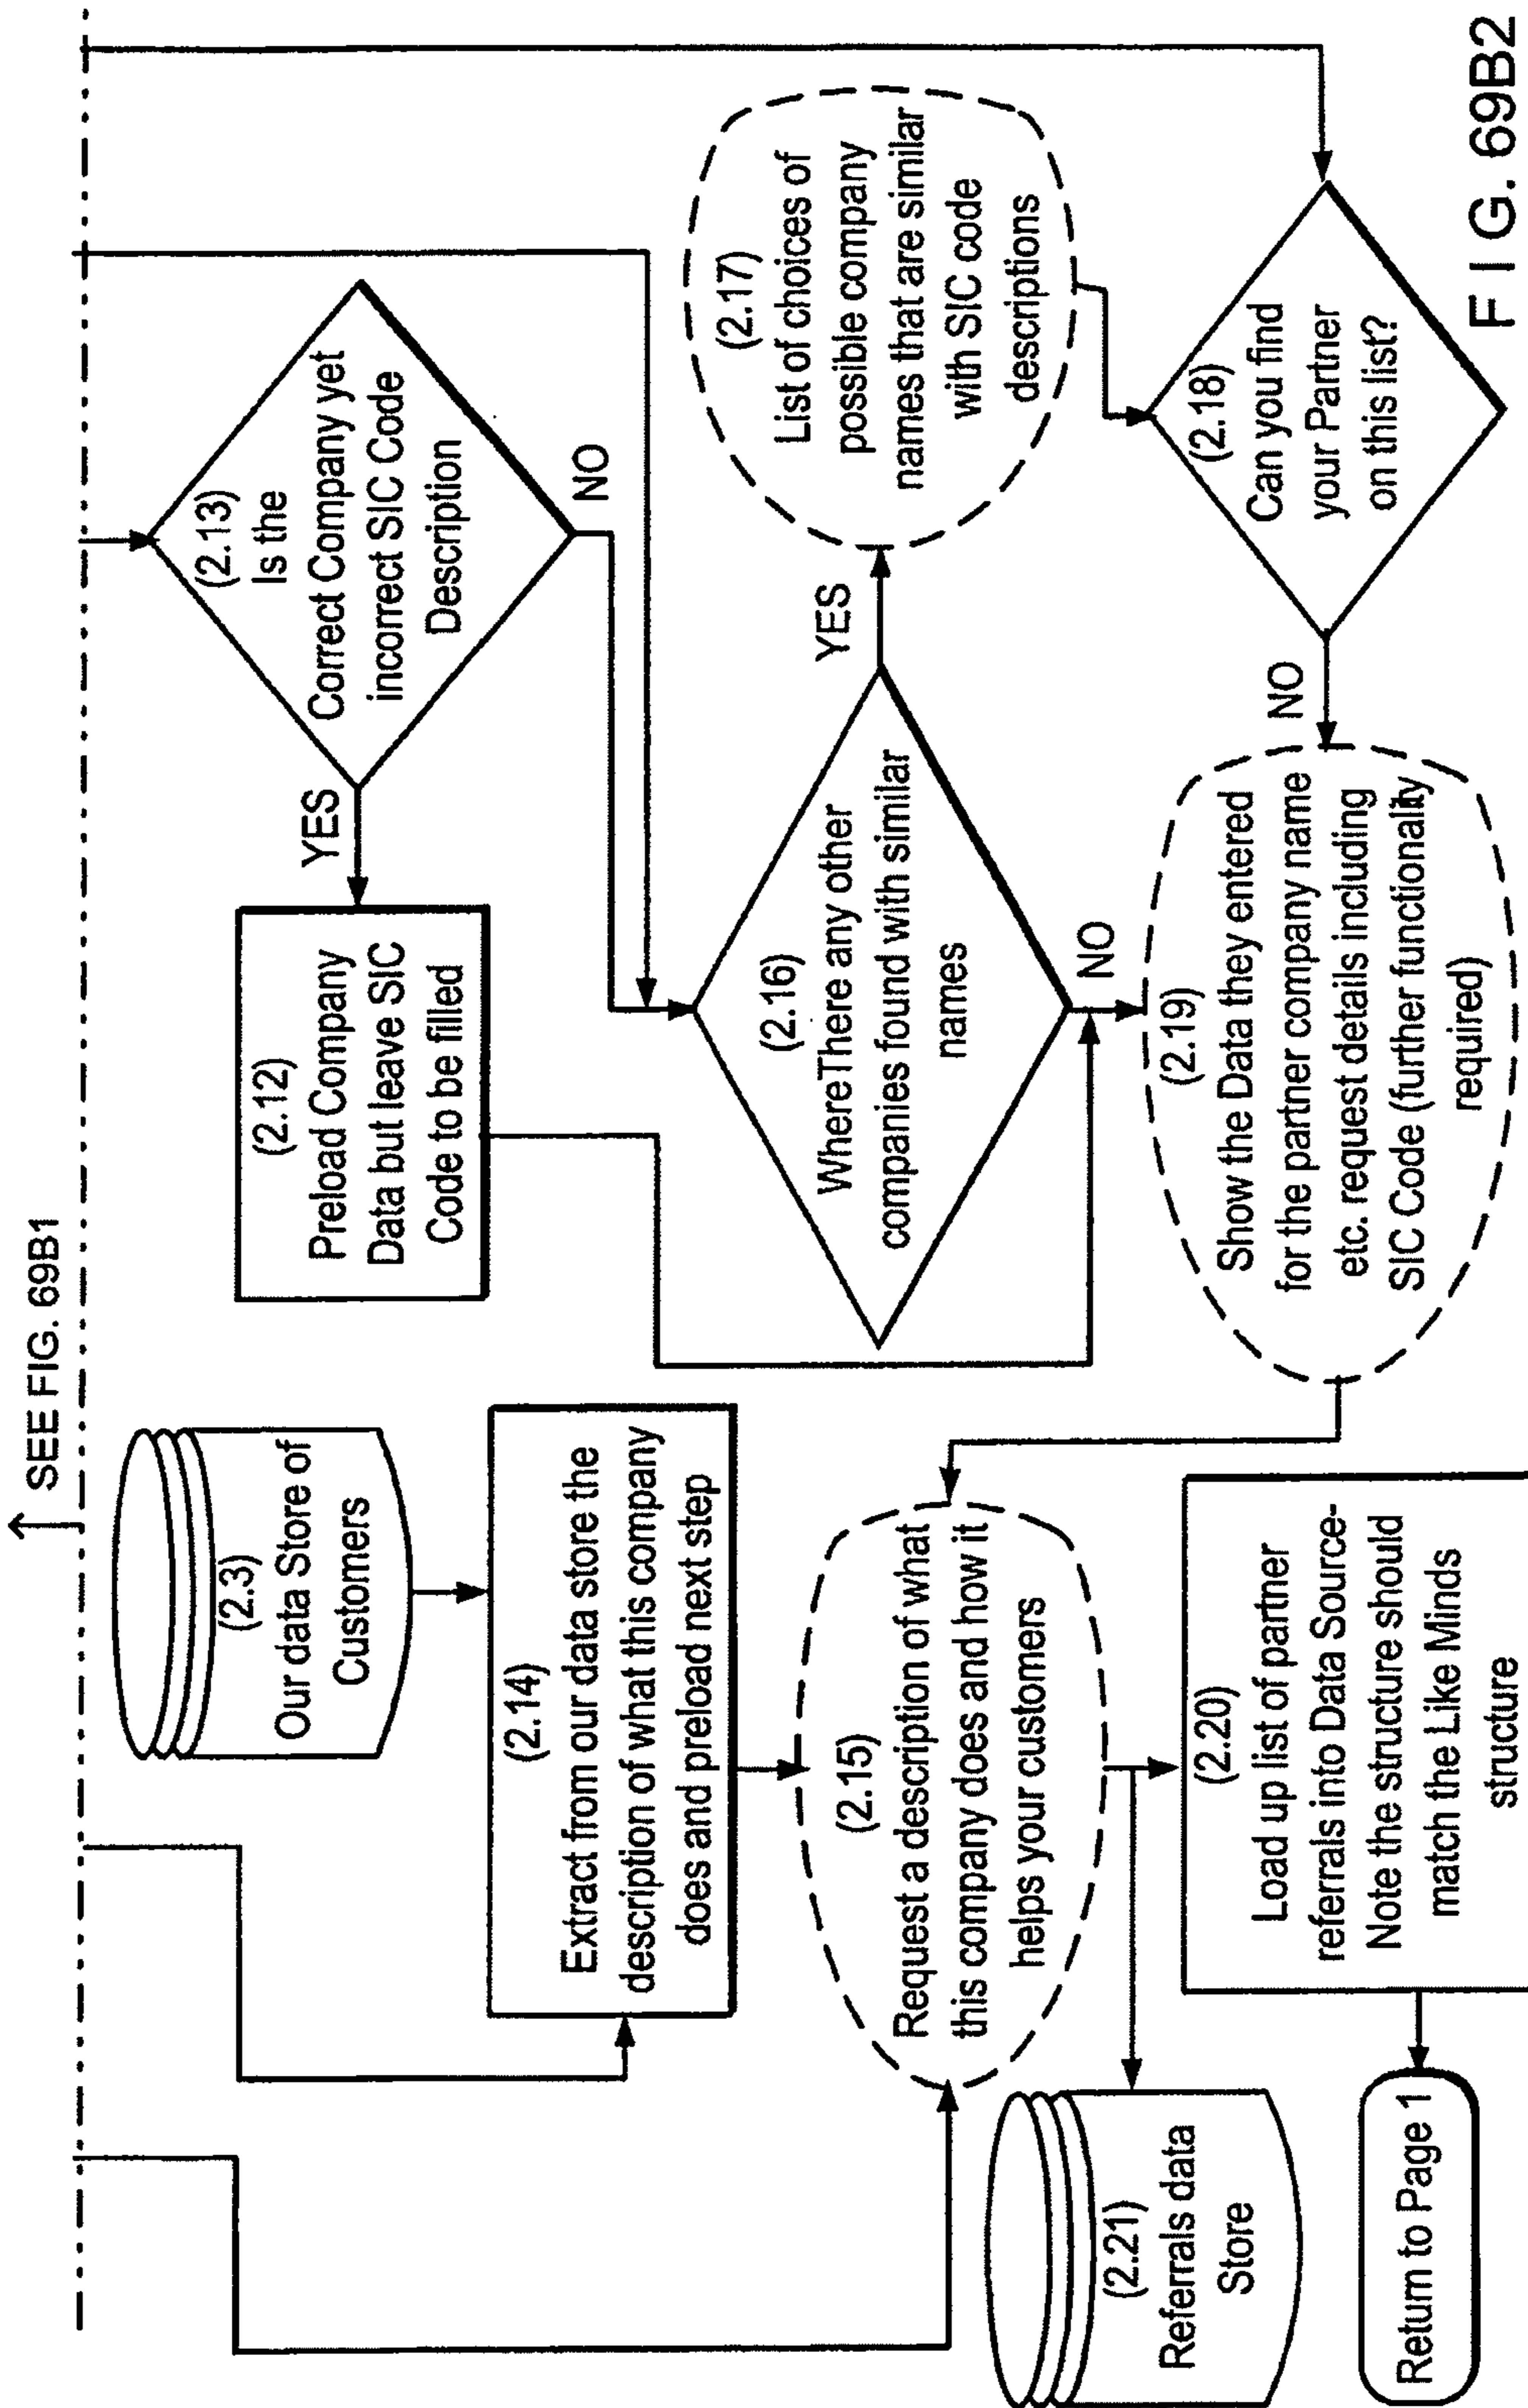 SEE FIG. 69B1
(2.3)
Our data Store of
Customers
(2.12)
Preload Company
Data but leave SIC
Code to be filled
YES
(2.13)
Is the
Correct Company yet
incorrect SIC Code
Description
NO
(2.14)
Extract from our data store the
description of what this company
does and preload next step
(2.16)
WhereThere any other
companies found with similar
names
YES
NO
(2.17)
List of choices of
possible company
names that are similar
with SIC code
descriptions
(2.15)
Request a description of what
this company does and how it
helps your customers
(2.21)
Referrals data
Store
(2.20)
Load up list of partner
referrals into Data Source-
Note the structure should
match the Like Minds
structure
(2.19)
Show the Data they entered
for the partner company name
etc. request details including
SIC Code (further functionality
required)
NO
(2.18)
Can you find
your Partner
on this list?
Return to Page 1
F I G. 69B2